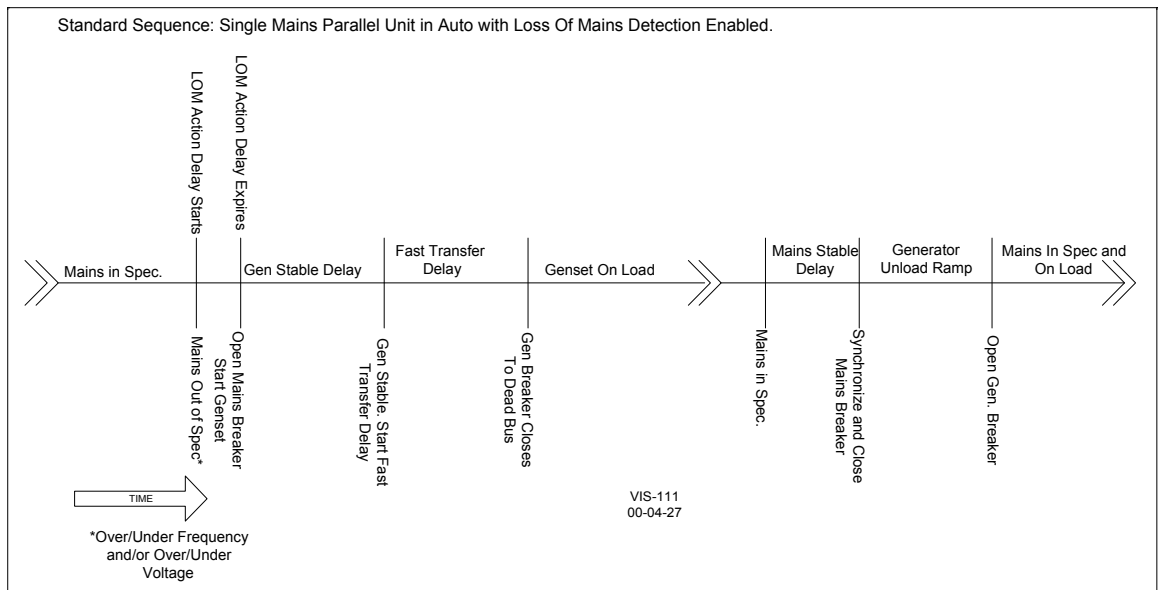 Standard Sequence: Single Mains Parallel Unit in Auto with Loss Of Mains Detection Enabled.
LOM Action Delay Starts
LOM Action Delay Expires
Mains in Spec.
Gen Stable Delay
Fast Transfer
Delay
Genset On Load
Mains Stable
Delay
Generator
Unload Ramp
Mains In Spec and
On Load
Mains Out of Spec*
Open Mains Breaker
Start Genset
Gen Stable. Start Fast
Transfer Delay
Gen Breaker Closes
To Dead Bus
Mains in Spec.
Synchronize and Close
Mains Breaker
Open Gen. Breaker
TIME
*Over/Under Frequency
and/or Over/Under
Voltage
VIS-111
00-04-27